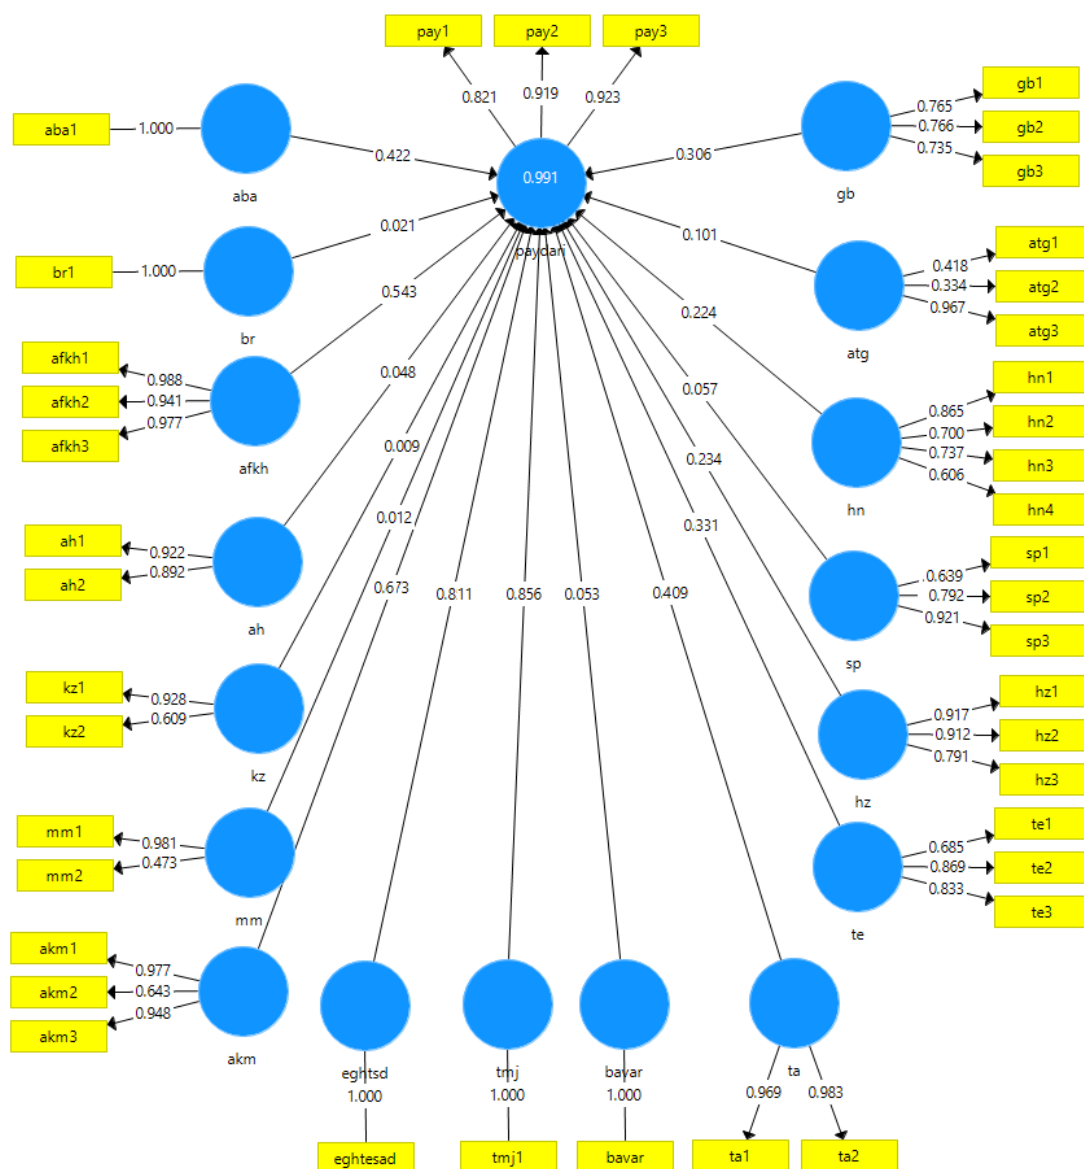 pay1 pay2 pay3
0.821 0.919 0.923
aba1 1.000 aba 0.422
0.991
paydari
gb1
gb2
gb3
0.765
0.766
0.735
gb 0.306
br1 1.000 br 0.021
atg1
atg2
atg3
0.418
0.334
0.967
atg 0.101
afkh1
afkh2
afkh3
0.988
0.941
0.977
afkh 0.543
hn1
hn2
hn3
hn4
0.865
0.700
0.737
0.606
hn 0.224
ah1
ah2
0.922
0.892
ah 0.048
sp1
sp2
sp3
0.639
0.792
0.921
sp 0.057
kz1
kz2
0.928
0.609
kz 0.009
hz1
hz2
hz3
0.917
0.912
0.791
hz 0.234
mm1
mm2
0.981
0.473
mm 0.012
te1
te2
te3
0.685
0.869
0.833
te 0.331
akm1
akm2
akm3
0.977
0.643
0.948
akm 0.673
0.811 0.856 0.053 0.409
eghtsd tmj bavar ta
1.000 1.000 1.000 0.969 0.983
eghtesad tmj1 bavar ta1 ta2